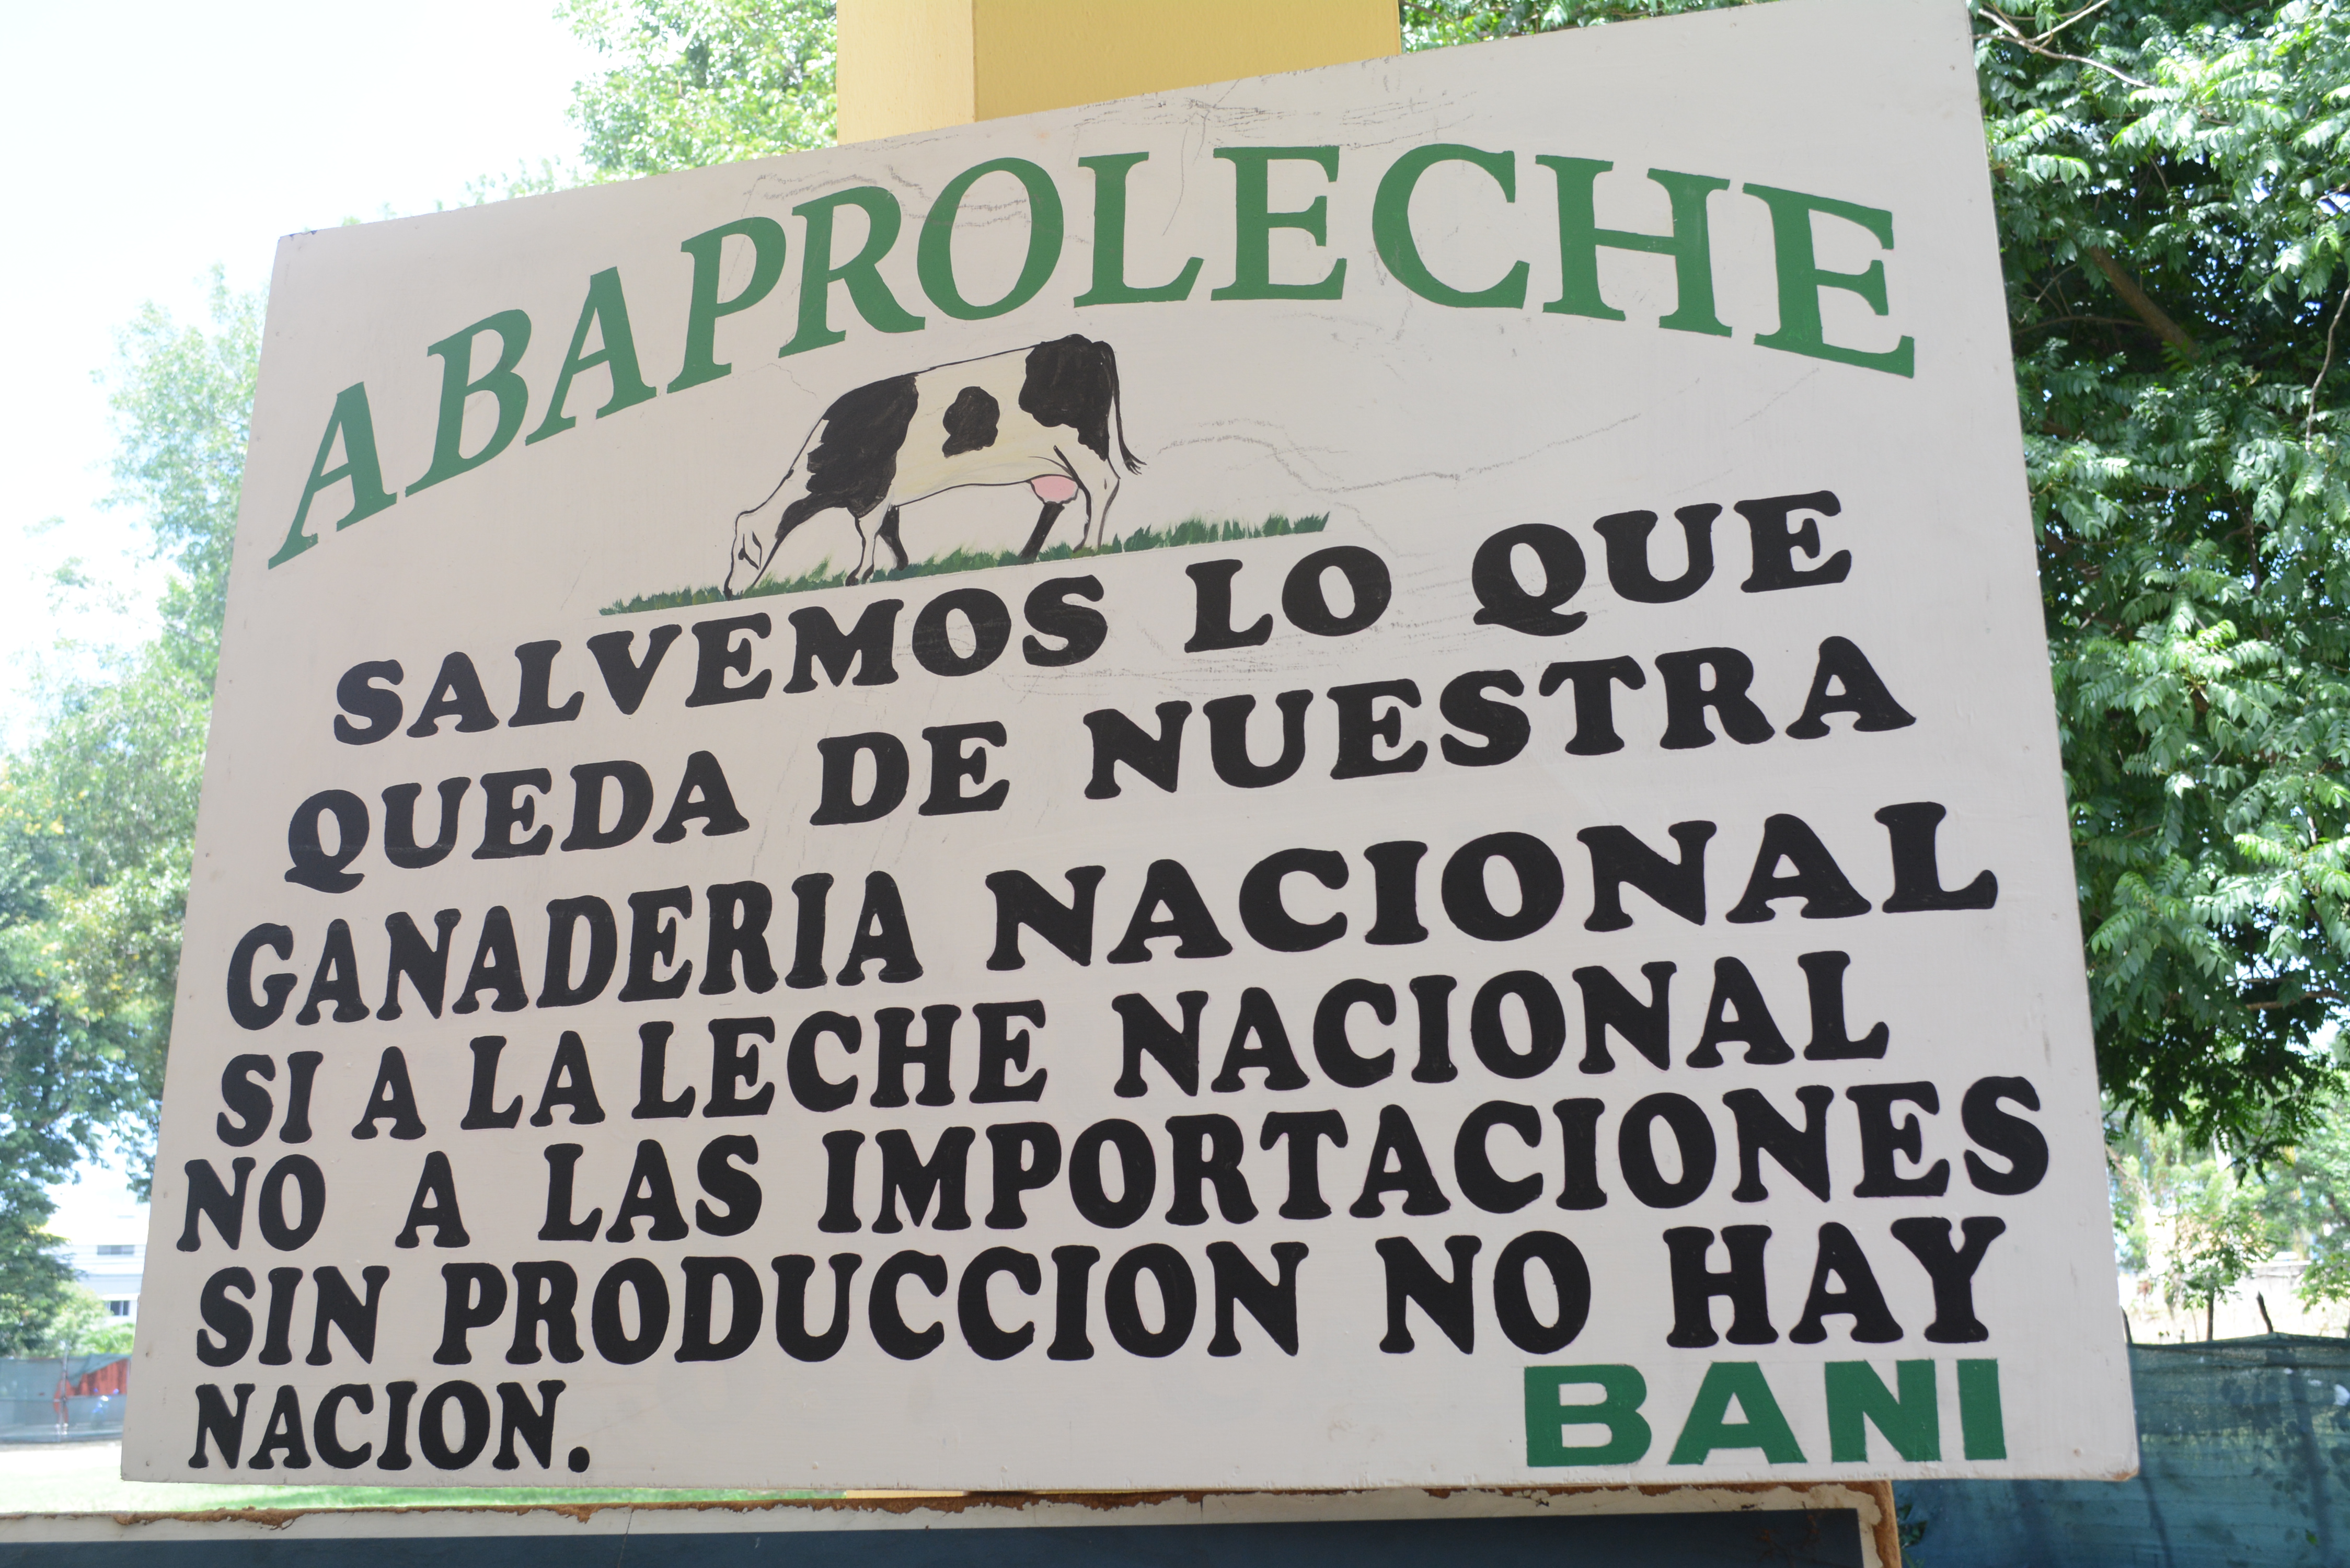 ABAPROLECHE
SALVEMOS LO QUE
QUEDA DE NUESTRA
GANADERIA NACIONAL
SI A LA LECHE NACIONAL
NO A LAS IMPORTACIONES
SIN PRODUCCION NO HAY
NACION.
BANI